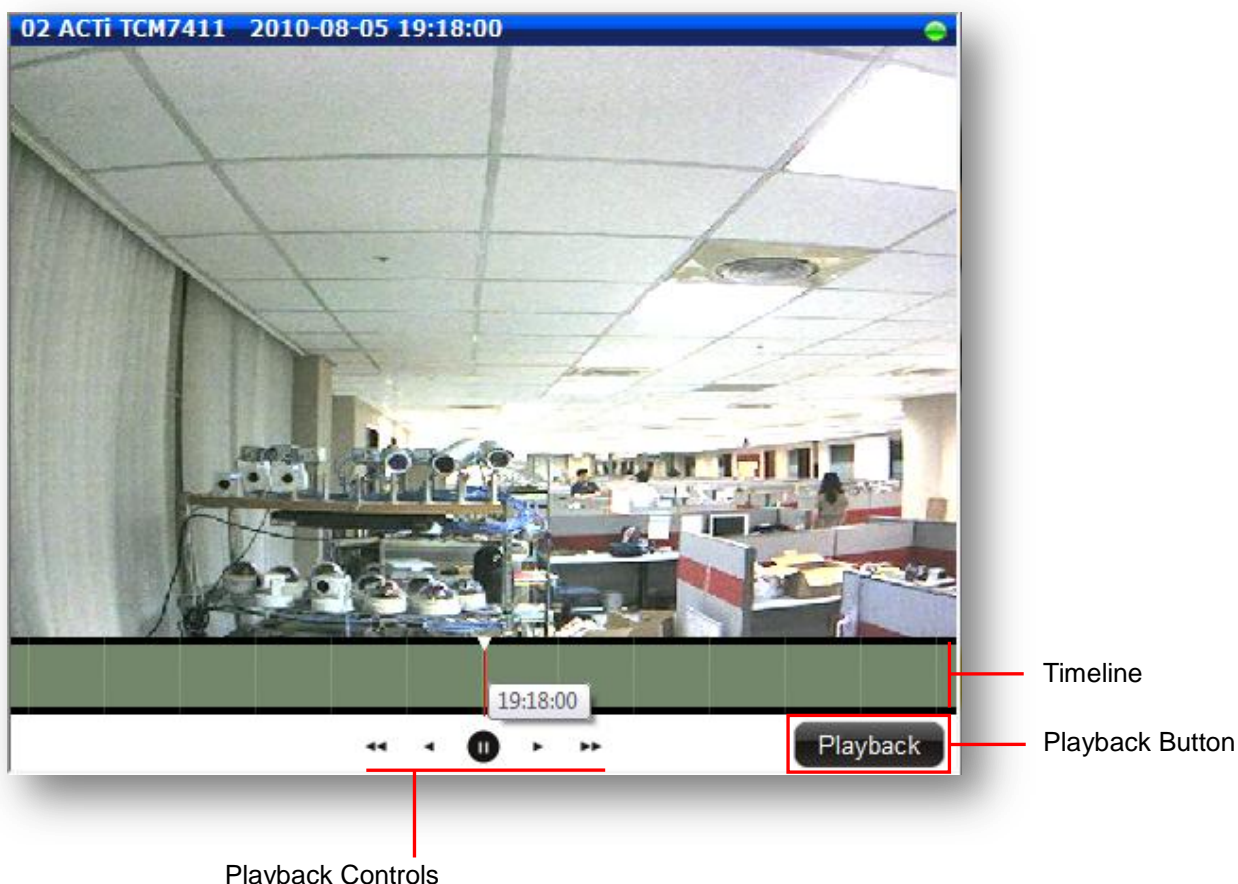 02 ACTi TCM7411 2010-08-05 19:18:00
19:18:00
Timeline
Playback
Playback Button
Playback Controls